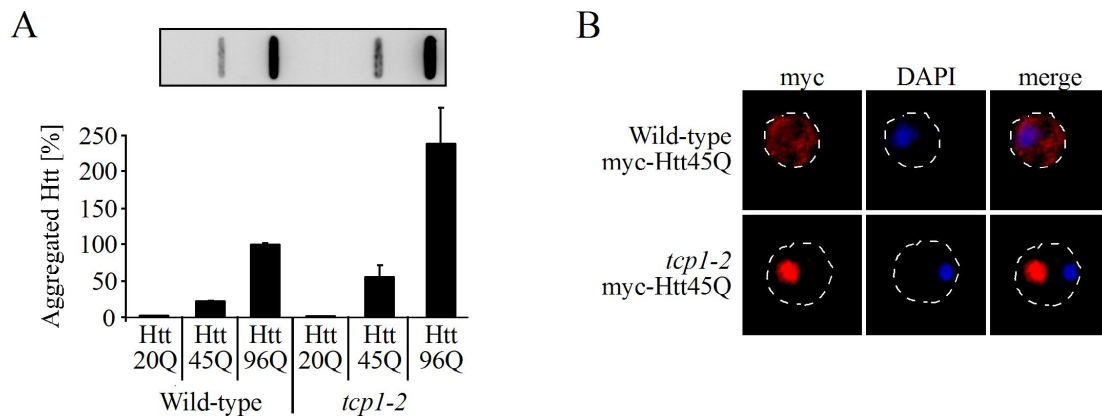 A
Aggregated Htt [%]
250
200
150
100
50
0
Htt 20Q
Htt 45Q
Htt 96Q
Htt 20Q
Htt 45Q
Htt 96Q
Wild-type
tcp1-2
B
myc
DAPI
merge
Wild-type
myc-Htt45Q
tcp1-2
myc-Htt45Q